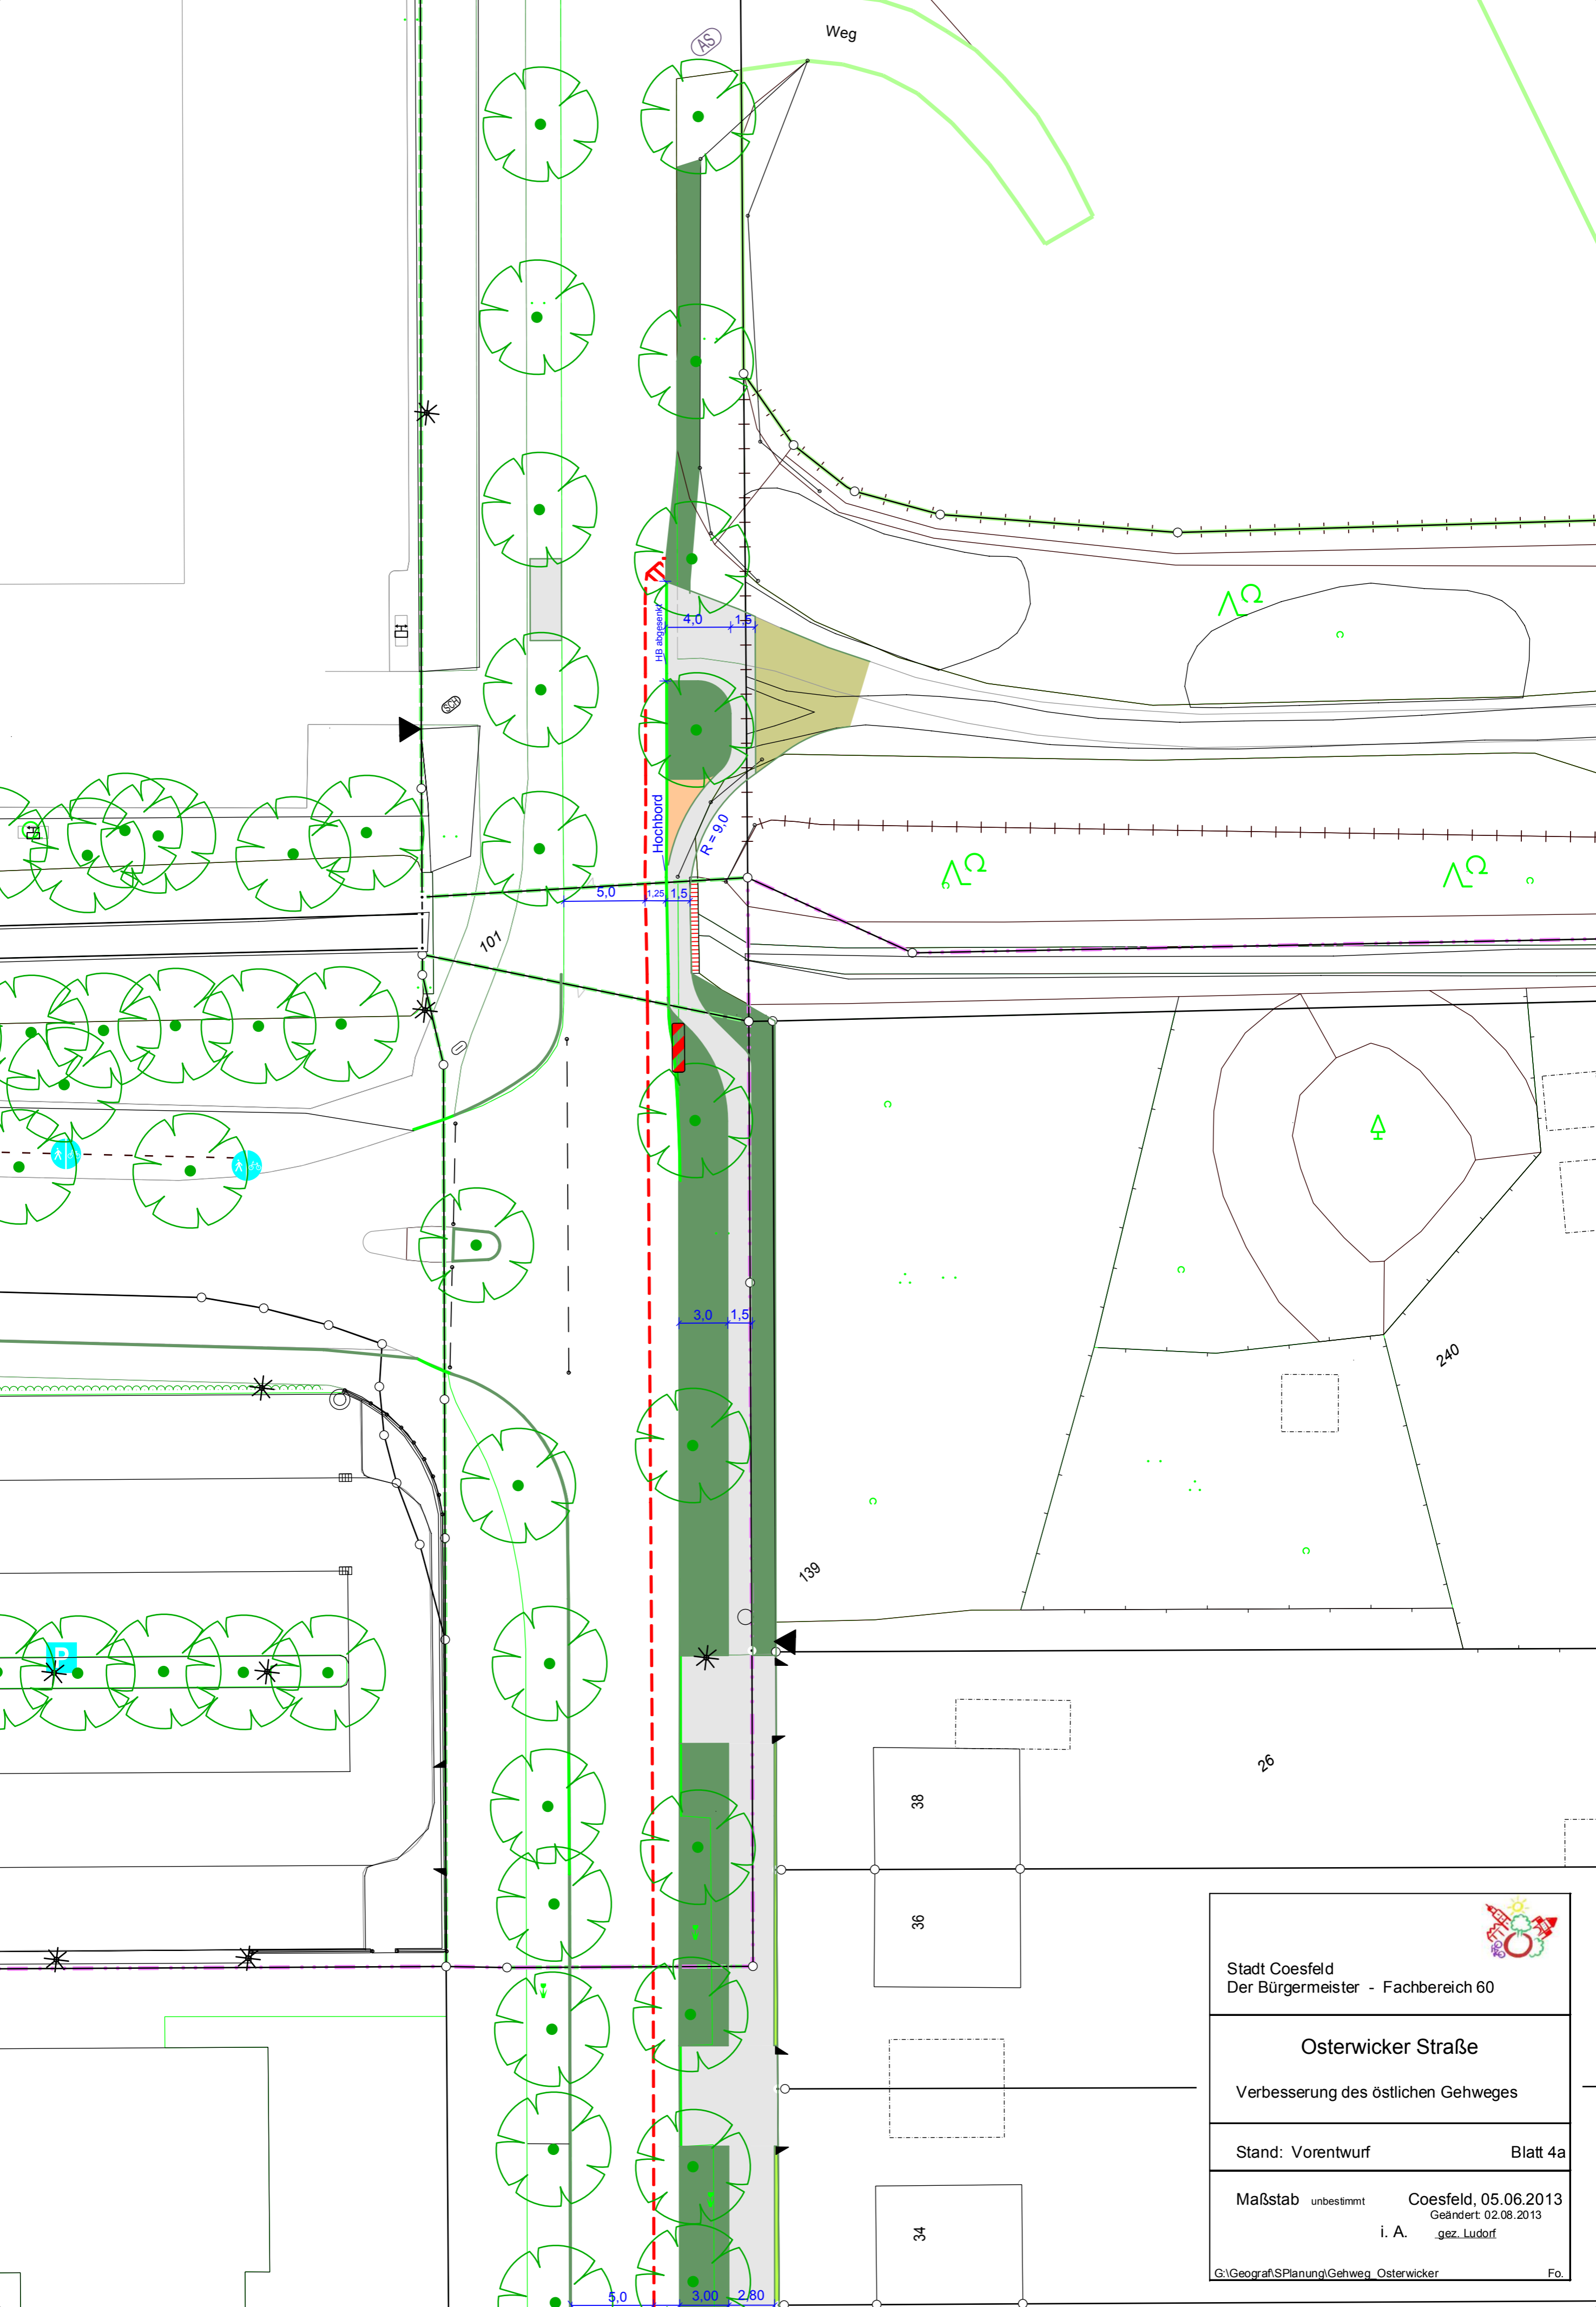 Weg
AS
4,0
1,5
HB abgesenkt
SCH
Hochbord
R = 9,0
5,0
1,25
1,5
101
3,0
1,5
240
139
P
38
26
36
34
5,0
3,00
2,80
Stadt Coesfeld
Der Bürgermeister - Fachbereich 60
Osterwicker Straße
Verbesserung des östlichen Gehweges
Stand: Vorentwurf Blatt 4a
Maßstab unbestimmt Coesfeld, 05.06.2013
Geändert: 02.08.2013
i. A. gez. Ludorf
G:\Geograf\SPlanung\Gehweg_Osterwicker Fo.